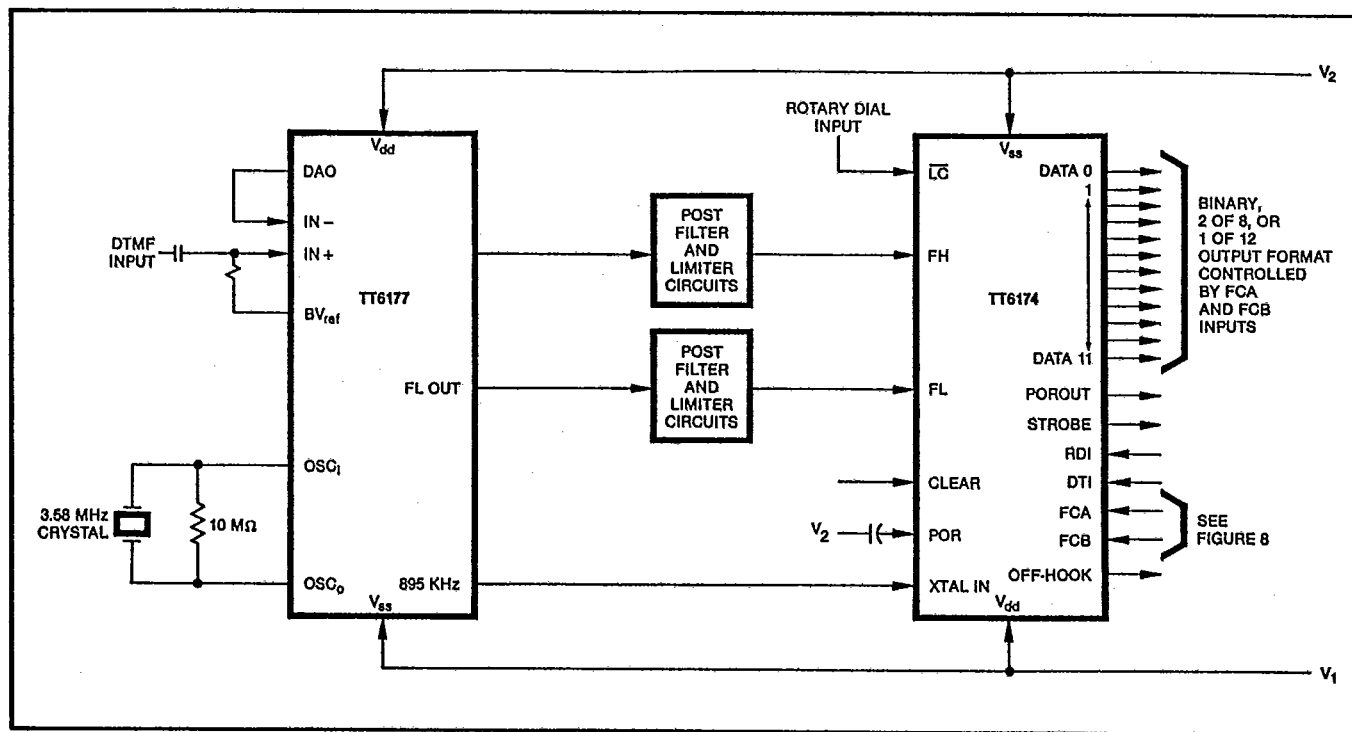 V2
ROTARY DIAL
INPUT
Vdd
Vss
DAO
IN −
IN +
BVref
DTMF
INPUT
TT6177
FL OUT
OSCI
OSCo
3.58 MHz
CRYSTAL
10 MΩ
895 KHz
Vss
POST
FILTER
AND
LIMITER
CIRCUITS
POST
FILTER
AND
LIMITER
CIRCUITS
LC
FH
TT6174
FL
CLEAR
V2
POR
XTAL IN
Vdd
DATA 0
1
DATA 11
POROUT
STROBE
RDI
DTI
FCA
FCB
OFF-HOOK
BINARY,
2 OF 8, OR
1 OF 12
OUTPUT FORMAT
CONTROLLED
BY FCA
AND FCB
INPUTS
SEE
FIGURE 8
V1